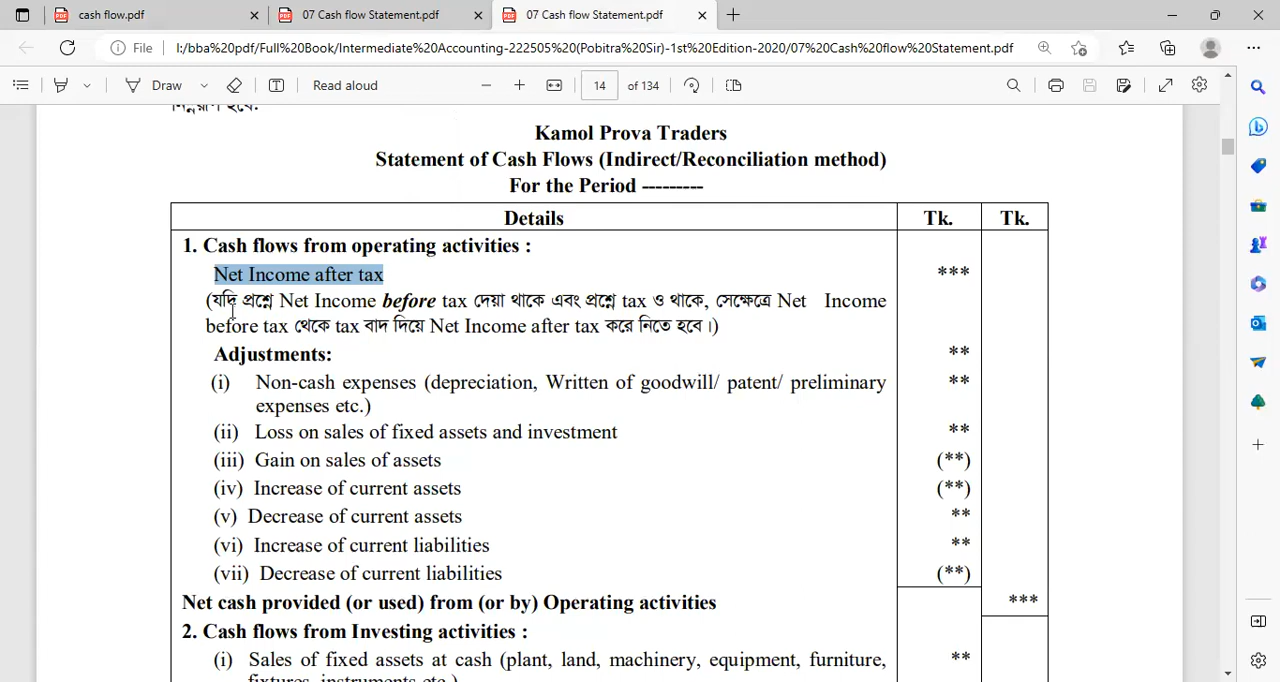 cash flow.pdf
07 Cash flow Statement.pdf
07 Cash flow Statement.pdf
File
I:/bba%20pdf/Full%20Book/Intermediate%20Accounting-222505%20(Pobitra%20Sir)-1st%20Edition-2020/07%20Cash%20flow%20Statement.pdf
Draw
Read aloud
14 of 134
Kamol Prova Traders
Statement of Cash Flows (Indirect/Reconciliation method)
For the Period ---------
Details Tk. Tk.
1. Cash flows from operating activities :
Net Income after tax ***
(যদি প্রশ্নে Net Income before tax দেয়া থাকে এবং প্রশ্নে tax ও থাকে, সেক্ষেত্রে Net Income
before tax থেকে tax বাদ দিয়ে Net Income after tax করে নিতে হবে।)
Adjustments: **
(i) Non-cash expenses (depreciation, Written of goodwill/ patent/ preliminary **
expenses etc.)
(ii) Loss on sales of fixed assets and investment **
(iii) Gain on sales of assets (**)
(iv) Increase of current assets (**)
(v) Decrease of current assets **
(vi) Increase of current liabilities **
(vii) Decrease of current liabilities (**)
Net cash provided (or used) from (or by) Operating activities ***
2. Cash flows from Investing activities :
(i) Sales of fixed assets at cash (plant, land, machinery, equipment, furniture, **
fixtures, instruments etc.)